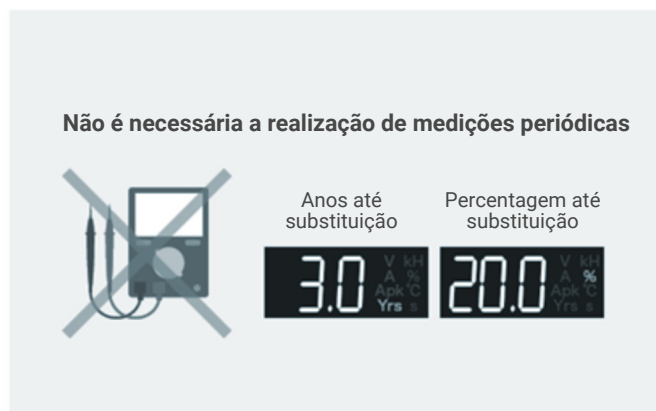 Não é necessária a realização de medições periódicas
Anos até
substituição
Percentagem até
substituição
3.0
V kH
A %
Apk °C
Yrs s
20.0
V kH
A %
Apk °C
Yrs s